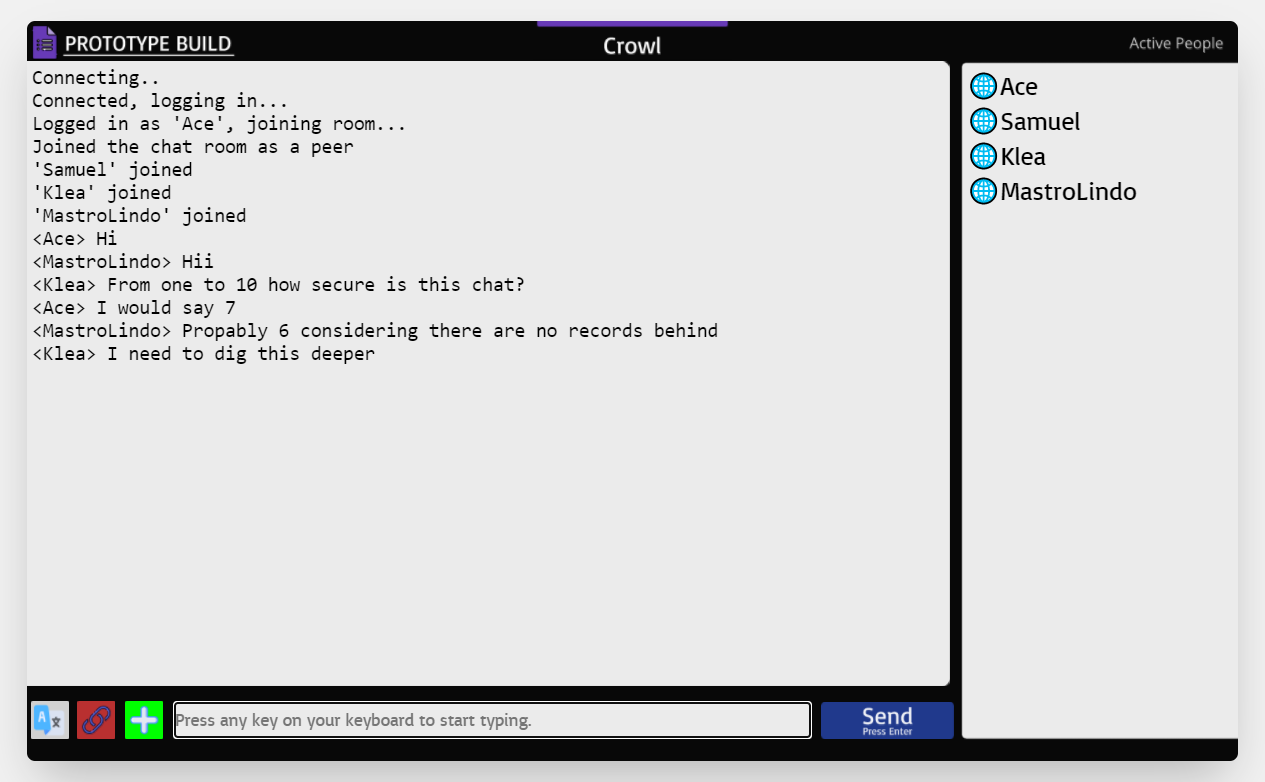 PROTOTYPE BUILD
Crowl
Active People
Connecting..
Connected, logging in...
Logged in as 'Ace', joining room...
Joined the chat room as a peer
'Samuel' joined
'Klea' joined
'MastroLindo' joined
<Ace> Hi
<MastroLindo> Hii
<Klea> From one to 10 how secure is this chat?
<Ace> I would say 7
<MastroLindo> Propably 6 considering there are no records behind
<Klea> I need to dig this deeper
Ace
Samuel
Klea
MastroLindo
A 文
Press any key on your keyboard to start typing.
Send
Press Enter